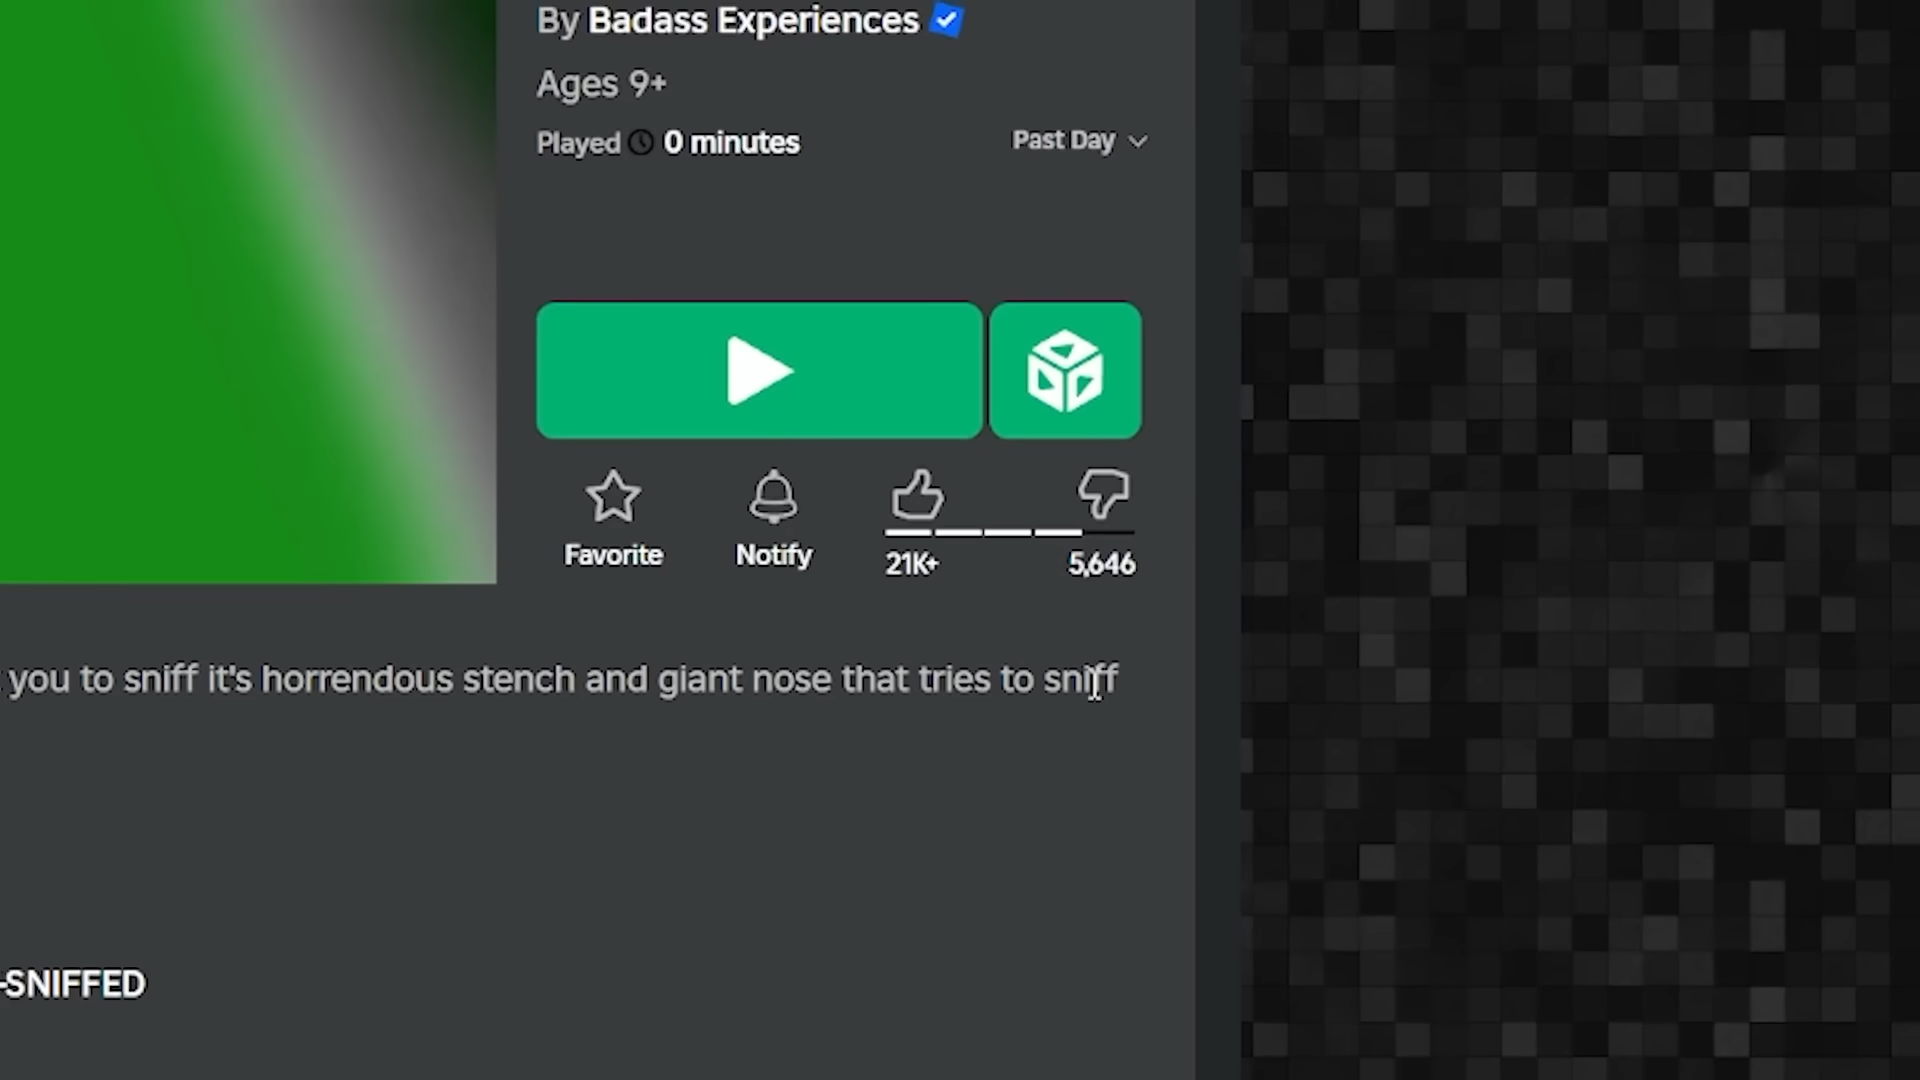 By Badass Experiences
Ages 9+
Played 0 minutes
Past Day
Favorite
Notify
21K+
5,646
you to sniff it's horrendous stench and giant nose that tries to sniff
-SNIFFED